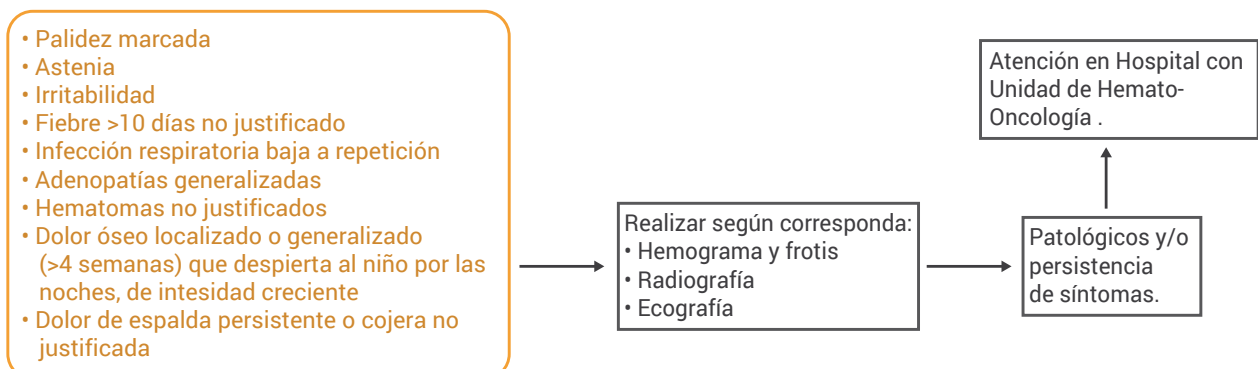 • Palidez marcada
• Astenia
• Irritabilidad
• Fiebre >10 días no justificado
• Infección respiratoria baja a repetición
• Adenopatías generalizadas
• Hematomas no justificados
• Dolor óseo localizado o generalizado
(>4 semanas) que despierta al niño por las
noches, de intesidad creciente
• Dolor de espalda persistente o cojera no
justificada
Realizar según corresponda:
• Hemograma y frotis
• Radiografía
• Ecografía
Patológicos y/o
persistencia
de síntomas.
Atención en Hospital con
Unidad de Hemato-
Oncología .